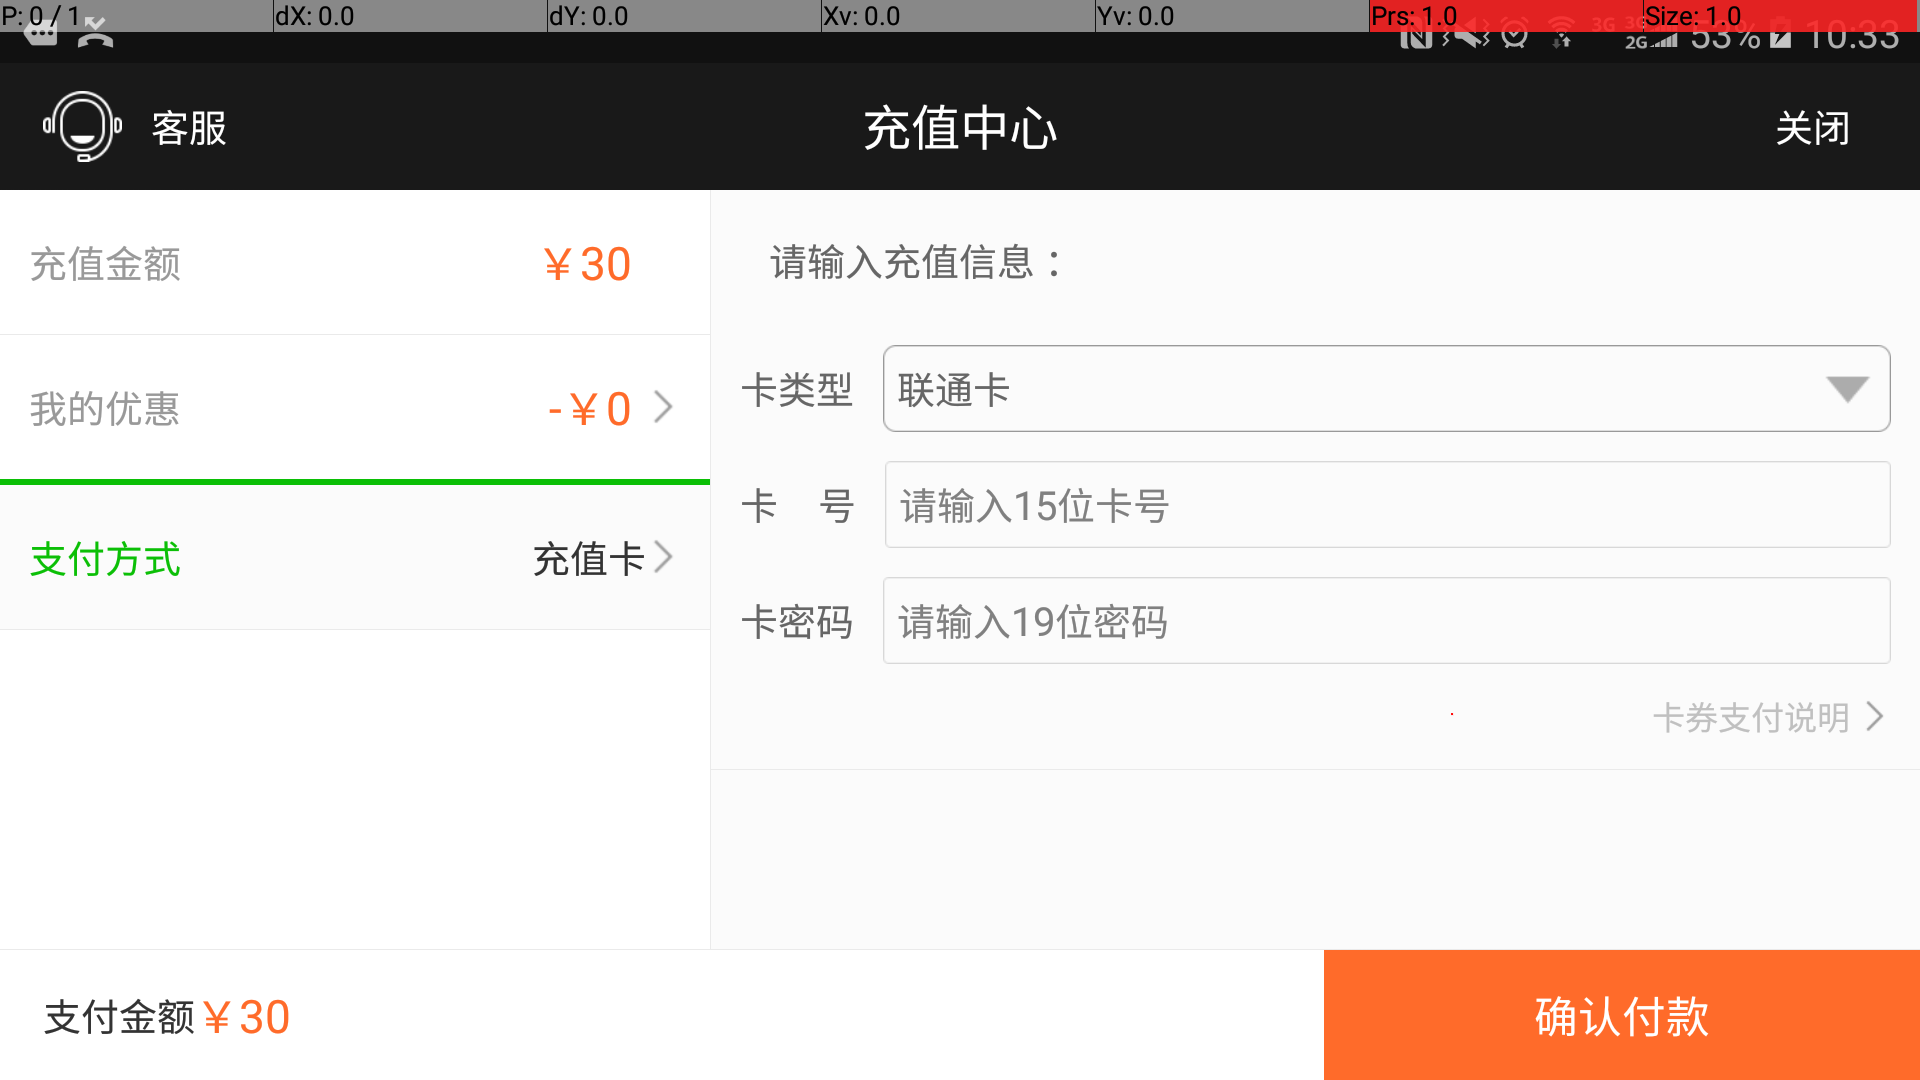 P: 0 / 1 dX: 0.0 dY: 0.0 Xv: 0.0 Yv: 0.0 Prs: 1.0 Size: 1.0
3G 3G 2G 53% 10:33
客服 充值中心 关闭
充值金额 ￥30
我的优惠 -￥0
支付方式 充值卡
请输入充值信息：
卡类型 联通卡
卡 号 请输入15位卡号
卡密码 请输入19位密码
卡券支付说明
支付金额￥30 确认付款